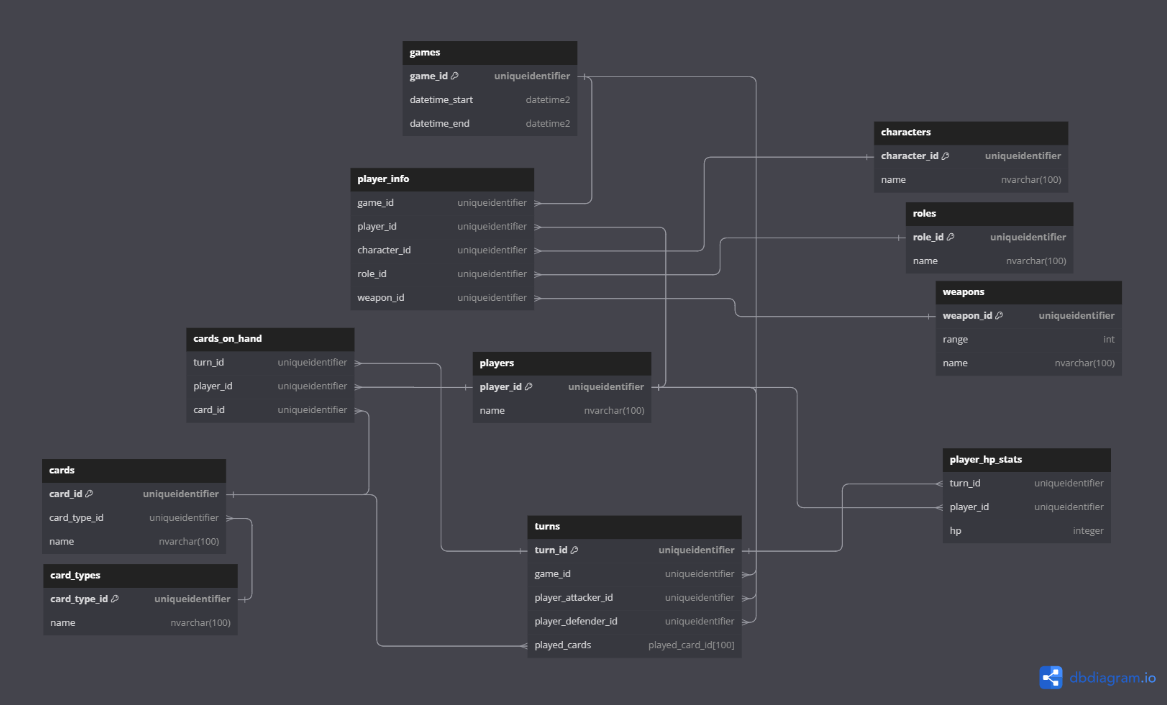 games
game_id uniqueidentifier
datetime_start datetime2
datetime_end datetime2
characters
character_id uniqueidentifier
name nvarchar(100)
player_info
game_id uniqueidentifier
player_id uniqueidentifier
character_id uniqueidentifier
role_id uniqueidentifier
weapon_id uniqueidentifier
roles
role_id uniqueidentifier
name nvarchar(100)
weapons
weapon_id uniqueidentifier
range int
name nvarchar(100)
cards_on_hand
turn_id uniqueidentifier
player_id uniqueidentifier
card_id uniqueidentifier
players
player_id uniqueidentifier
name nvarchar(100)
player_hp_stats
turn_id uniqueidentifier
player_id uniqueidentifier
hp integer
cards
card_id uniqueidentifier
card_type_id uniqueidentifier
name nvarchar(100)
card_types
card_type_id uniqueidentifier
name nvarchar(100)
turns
turn_id uniqueidentifier
game_id uniqueidentifier
player_attacker_id uniqueidentifier
player_defender_id uniqueidentifier
played_cards played_card_id[100]
dbdiagram.io